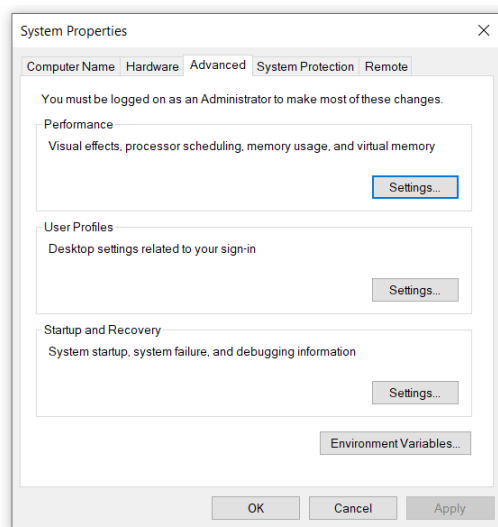 System Properties
Computer Name Hardware Advanced System Protection Remote
You must be logged on as an Administrator to make most of these changes.
Performance
Visual effects, processor scheduling, memory usage, and virtual memory
Settings...
User Profiles
Desktop settings related to your sign-in
Settings...
Startup and Recovery
System startup, system failure, and debugging information
Settings...
Environment Variables...
OK Cancel Apply